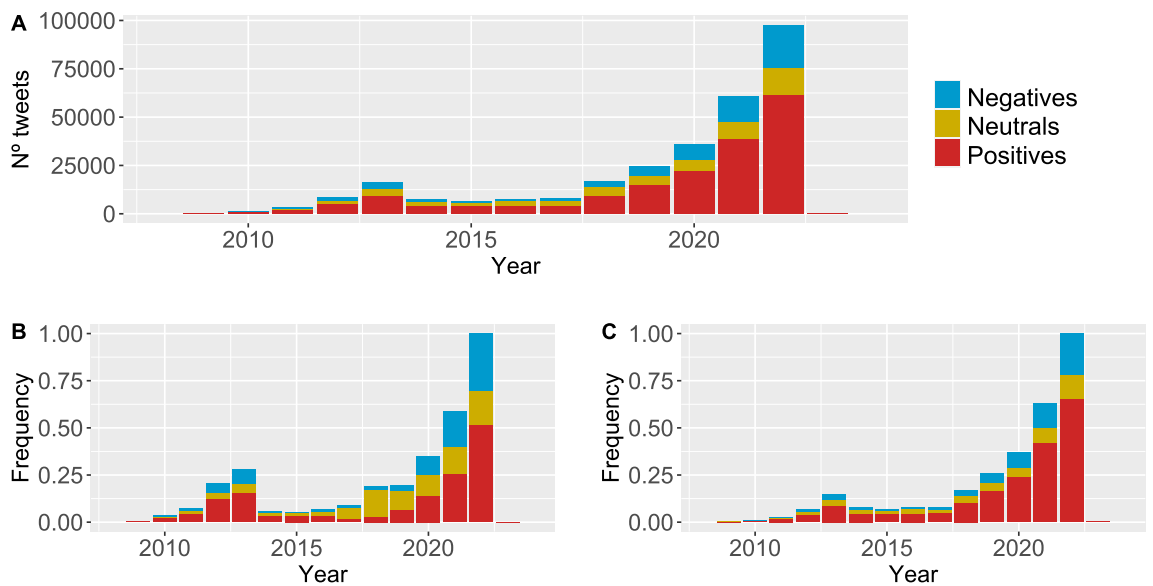 A
100000
75000
50000
25000
0
Nº tweets
2010 2015 2020
Year
Negatives
Neutrals
Positives
B
1.00
0.75
0.50
0.25
0.00
Frequency
2010 2015 2020
Year
C
1.00
0.75
0.50
0.25
0.00
Frequency
2010 2015 2020
Year